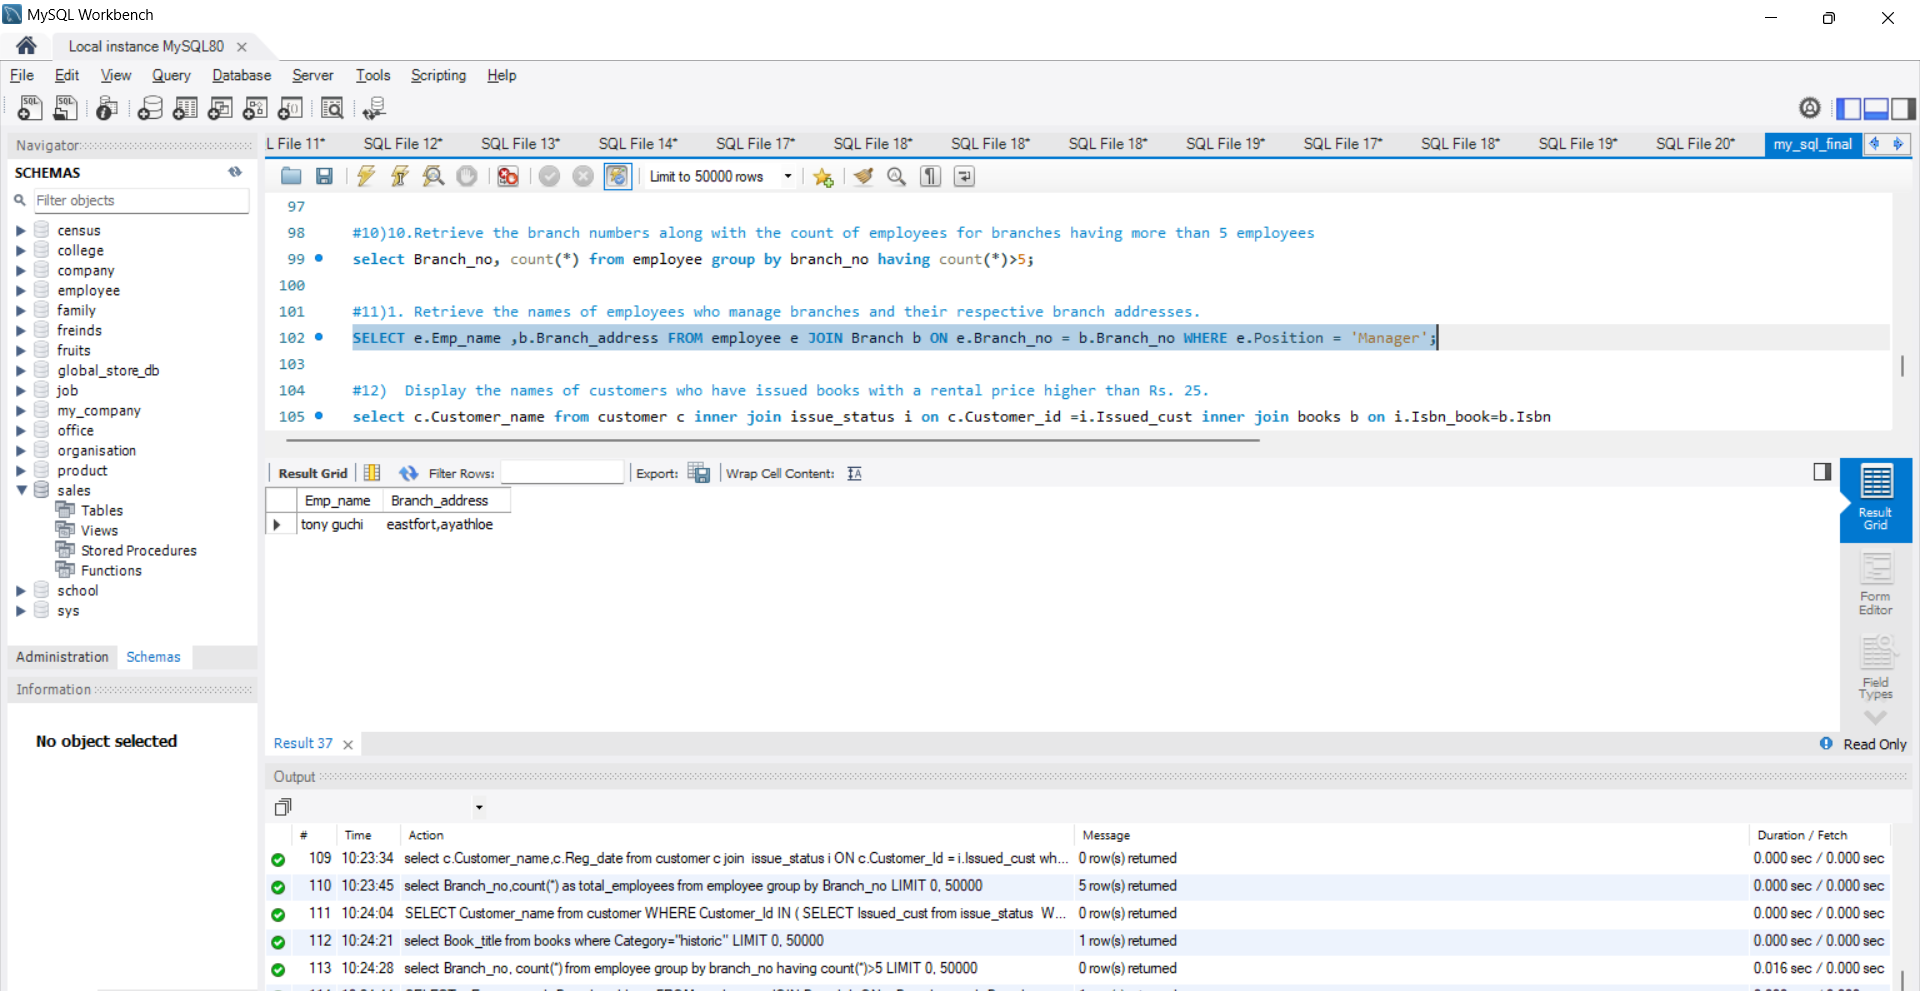 MySQL Workbench
Local instance MySQL80
File Edit View Query Database Server Tools Scripting Help
Navigator
L File 11* SQL File 12* SQL File 13* SQL File 14* SQL File 17* SQL File 18* SQL File 18* SQL File 18* SQL File 19* SQL File 17* SQL File 18* SQL File 19* SQL File 20* my_sql_final
SCHEMAS
Filter objects
census
college
company
employee
family
freinds
fruits
global_store_db
job
my_company
office
organisation
product
sales
Tables
Views
Stored Procedures
Functions
school
sys
Administration Schemas
Information
No object selected
Limit to 50000 rows
97
98 #10)10.Retrieve the branch numbers along with the count of employees for branches having more than 5 employees
99 select Branch_no, count(*) from employee group by branch_no having count(*)>5;
100
101 #11)1. Retrieve the names of employees who manage branches and their respective branch addresses.
102 SELECT e.Emp_name ,b.Branch_address FROM employee e JOIN Branch b ON e.Branch_no = b.Branch_no WHERE e.Position = 'Manager';
103
104 #12) Display the names of customers who have issued books with a rental price higher than Rs. 25.
105 select c.Customer_name from customer c inner join issue_status i on c.Customer_id =i.Issued_cust inner join books b on i.Isbn_book=b.Isbn
Result Grid Filter Rows: Export: Wrap Cell Content:
Emp_name Branch_address
tony guchi eastfort,ayathloe
Result Grid
Form Editor
Field Types
Result 37
Read Only
Output
# Time Action Message Duration / Fetch
109 10:23:34 select c.Customer_name,c.Reg_date from customer c join issue_status i ON c.Customer_Id = i.Issued_cust wh... 0 row(s) returned 0.000 sec / 0.000 sec
110 10:23:45 select Branch_no,count(*) as total_employees from employee group by Branch_no LIMIT 0, 50000 5 row(s) returned 0.000 sec / 0.000 sec
111 10:24:04 SELECT Customer_name from customer WHERE Customer_Id IN ( SELECT Issued_cust from issue_status W... 0 row(s) returned 0.000 sec / 0.000 sec
112 10:24:21 select Book_title from books where Category="historic" LIMIT 0, 50000 1 row(s) returned 0.000 sec / 0.000 sec
113 10:24:28 select Branch_no, count(*) from employee group by branch_no having count(*)>5 LIMIT 0, 50000 0 row(s) returned 0.016 sec / 0.000 sec